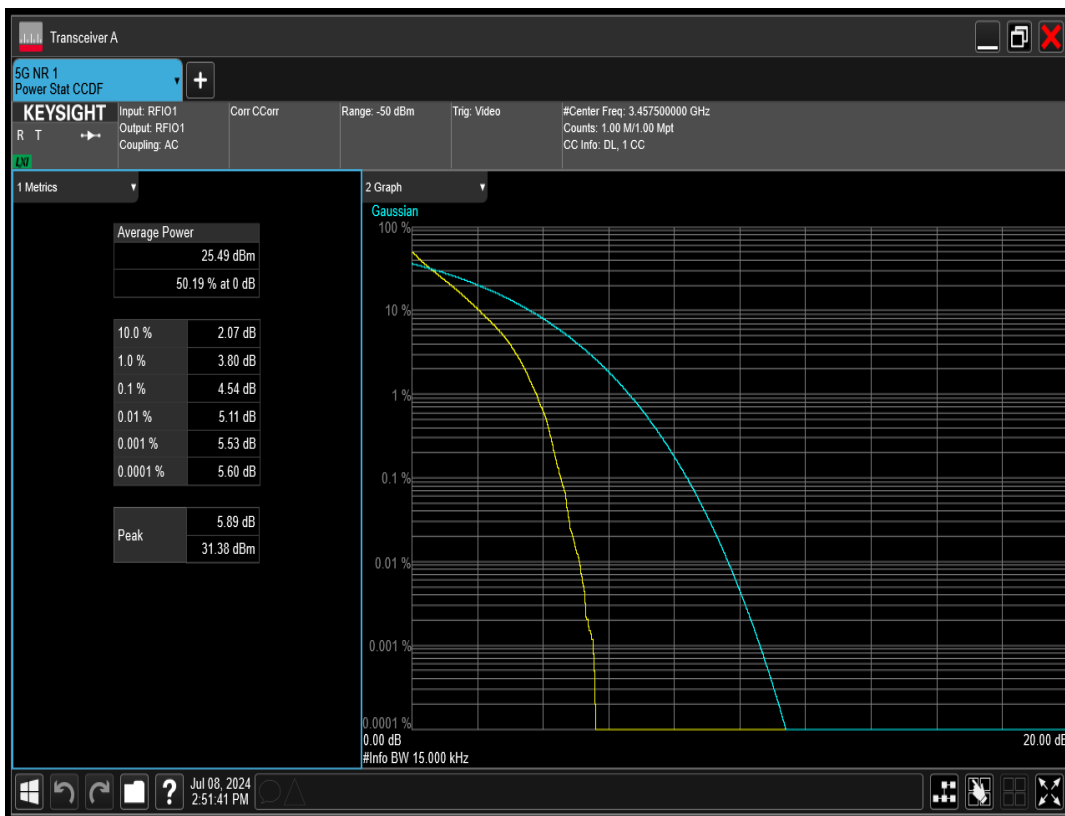 Transceiver A
5G NR 1
Power Stat CCDF
+
KEYSIGHT
R T
LXI
Input: RFIO1
Output: RFIO1
Coupling: AC
Corr CCorr
Range: -50 dBm
Trig: Video
#Center Freq: 3.457500000 GHz
Counts: 1.00 M/1.00 Mpt
CC Info: DL, 1 CC
1 Metrics
Average Power
25.49 dBm
50.19 % at 0 dB
10.0 % 2.07 dB
1.0 % 3.80 dB
0.1 % 4.54 dB
0.01 % 5.11 dB
0.001 % 5.53 dB
0.0001 % 5.60 dB
Peak 5.89 dB
31.38 dBm
2 Graph
Gaussian
100 %
10 %
1 %
0.1 %
0.01 %
0.001 %
0.0001 %
0.00 dB 20.00 dB
#Info BW 15.000 kHz
?
Jul 08, 2024
2:51:41 PM